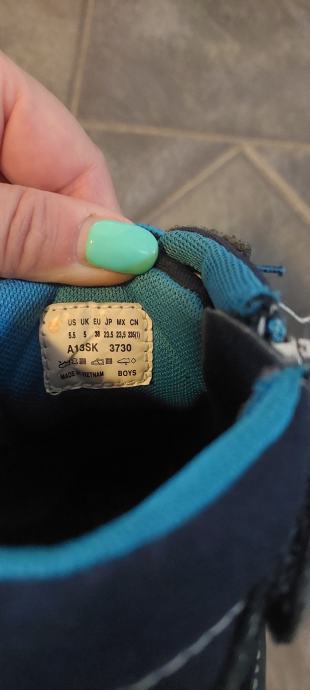 US UK EU JP MX CN
5.5 5 38 23.5 23.5 235(1)
A13SK 3730
MADE IN VIETNAM BOYS